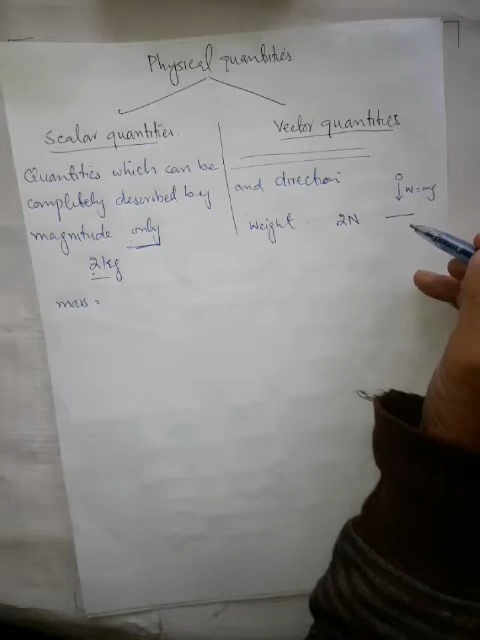 Physical quantities
Scalar quantities
Quantities which can be
completely described by
magnitude only
2kg
mass =
Vector quantities
and direction
W=mg
Weight 2N